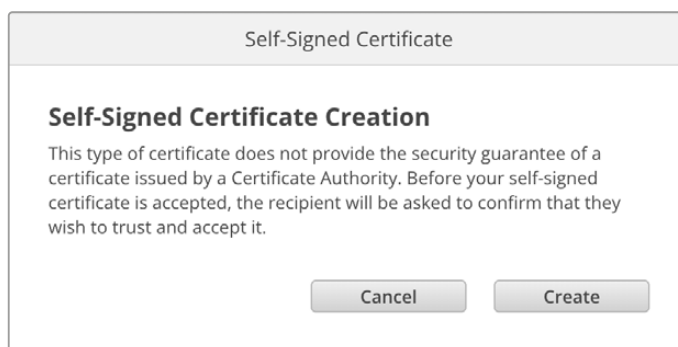 Self-Signed Certificate
Self-Signed Certificate Creation
This type of certificate does not provide the security guarantee of a
certificate issued by a Certificate Authority. Before your self-signed
certificate is accepted, the recipient will be asked to confirm that they
wish to trust and accept it.
Cancel Create